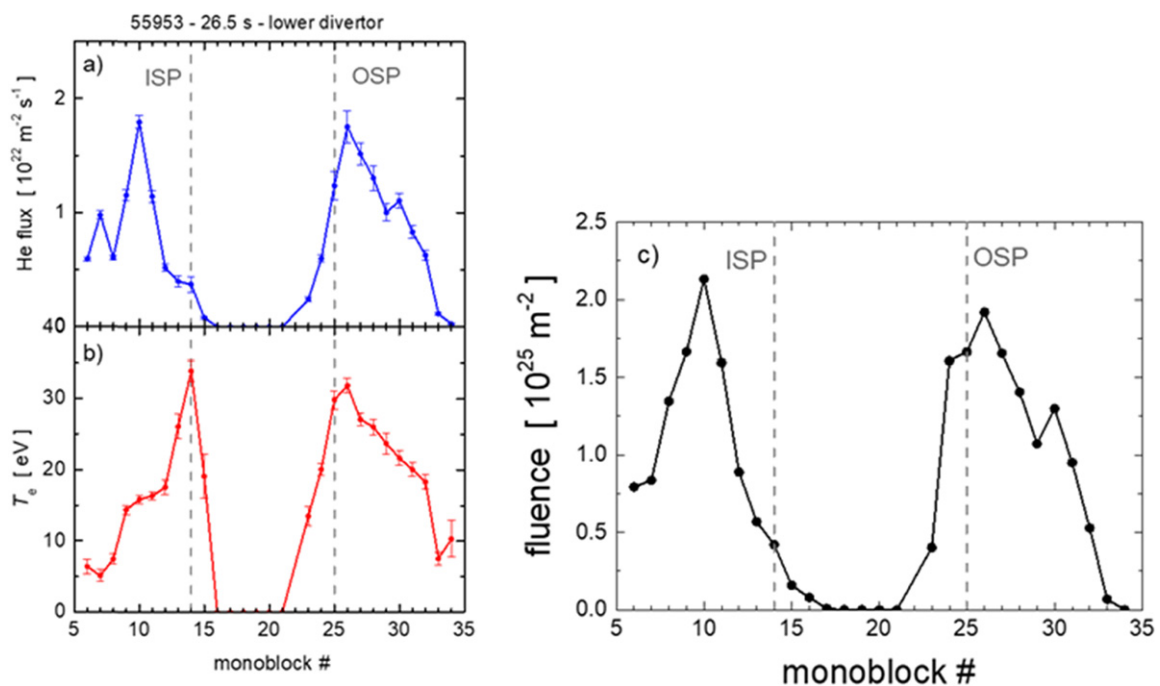 55953 - 26.5 s - lower divertor
a)
ISP
OSP
He flux [ 10²² m⁻² s⁻¹ ]
2
1
0
b)
Tₑ [ eV ]
40
30
20
10
0
5 10 15 20 25 30 35
monoblock #
c)
ISP
OSP
fluence [ 10²⁵ m⁻² ]
2.5
2.0
1.5
1.0
0.5
0.0
5 10 15 20 25 30 35
monoblock #